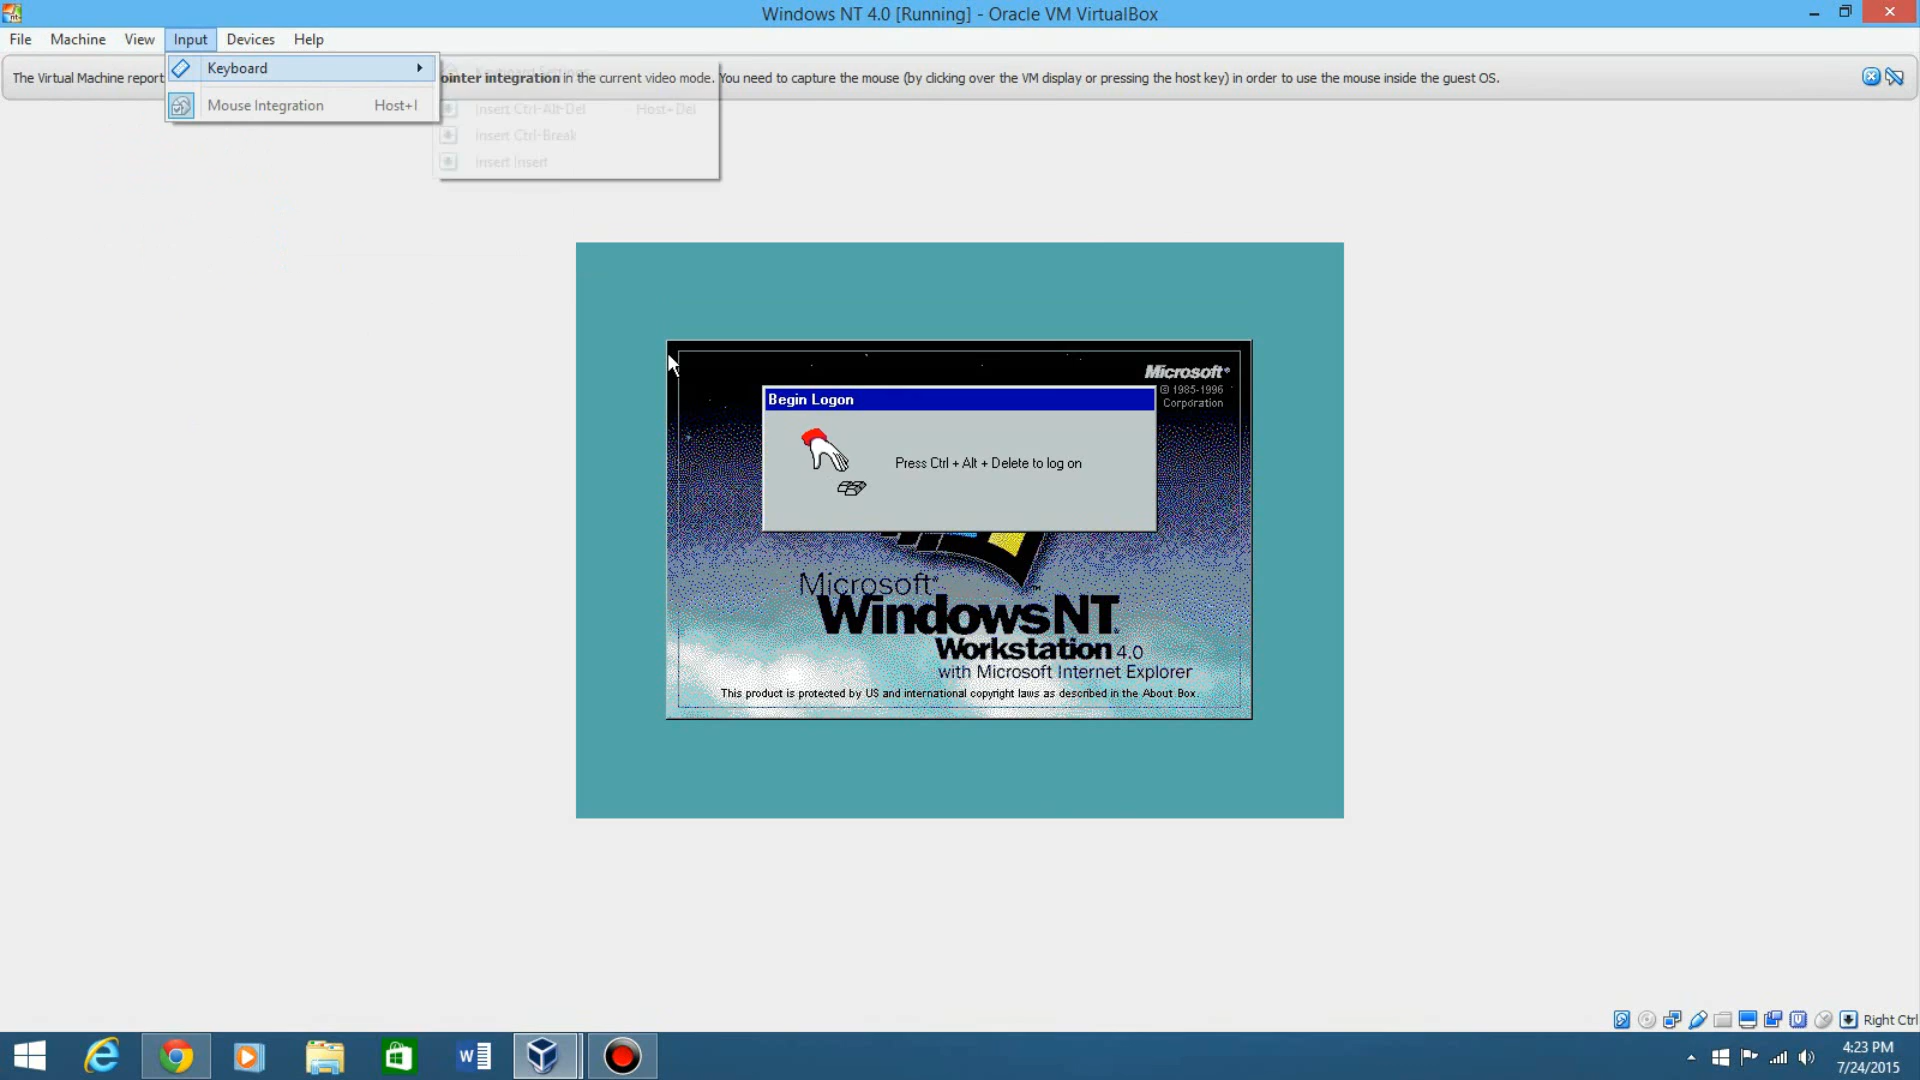 Windows NT 4.0 [Running] - Oracle VM VirtualBox
File Machine View Input Devices Help
The Virtual Machine report
ointer integration in the current video mode. You need to capture the mouse (by clicking over the VM display or pressing the host key) in order to use the mouse inside the guest OS.
Keyboard
Mouse Integration Host+I
Insert Ctrl-Alt-Del Host+Del
Insert Ctrl-Break
Insert Insert
Microsoft®
© 1985-1996
Corporation
Begin Logon
Press Ctrl + Alt + Delete to log on
Microsoft®
WindowsNT
Workstation 4.0
with Microsoft Internet Explorer
This product is protected by US and international copyright laws as described in the About Box.
Right Ctrl
4:23 PM
7/24/2015